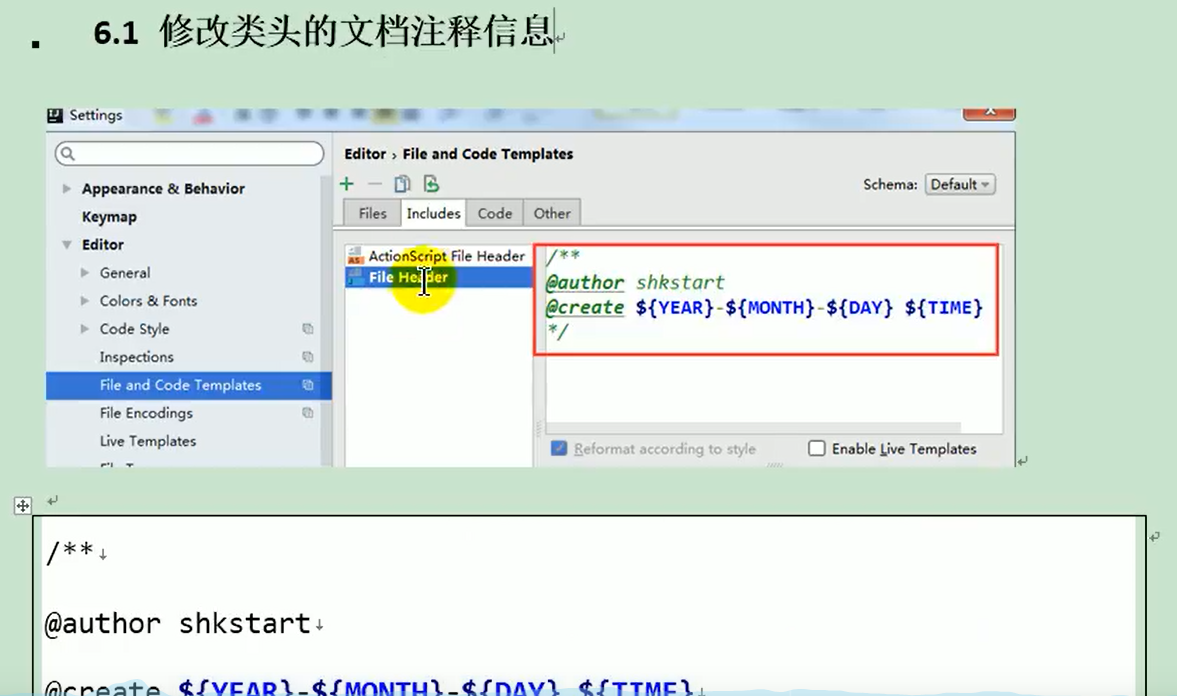 6.1 修改类头的文档注释信息
Settings
Editor › File and Code Templates
Appearance & Behavior
Keymap
Editor
General
Colors & Fonts
Code Style
Inspections
File and Code Templates
File Encodings
Live Templates
Schema: Default
Files Includes Code Other
ActionScript File Header
File Header
/**
@author shkstart
@create ${YEAR}-${MONTH}-${DAY} ${TIME}
*/
Reformat according to style
Enable Live Templates
/**
@author shkstart
@create ${YEAR}-${MONTH}-${DAY} ${TIME}